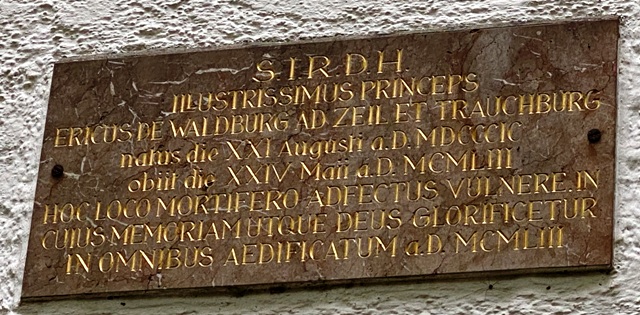 S.I.R.D.H.
ILLUSTRISSIMUS PRINCEPS
ERICUS DE WALDBURG AD ZEIL ET TRAUCHBURG
natus die XXI Augusti a.D. MDCCCIC
obiit die XXIV Maii a.D. MCMLIII
HOC LOCO MORTIFERO ADFECTUS VULNERE. IN
CUIUS MEMORIAM UTQUE DEUS GLORIFICETUR
IN OMNIBUS AEDIFICATUM a.D. MCMLIII